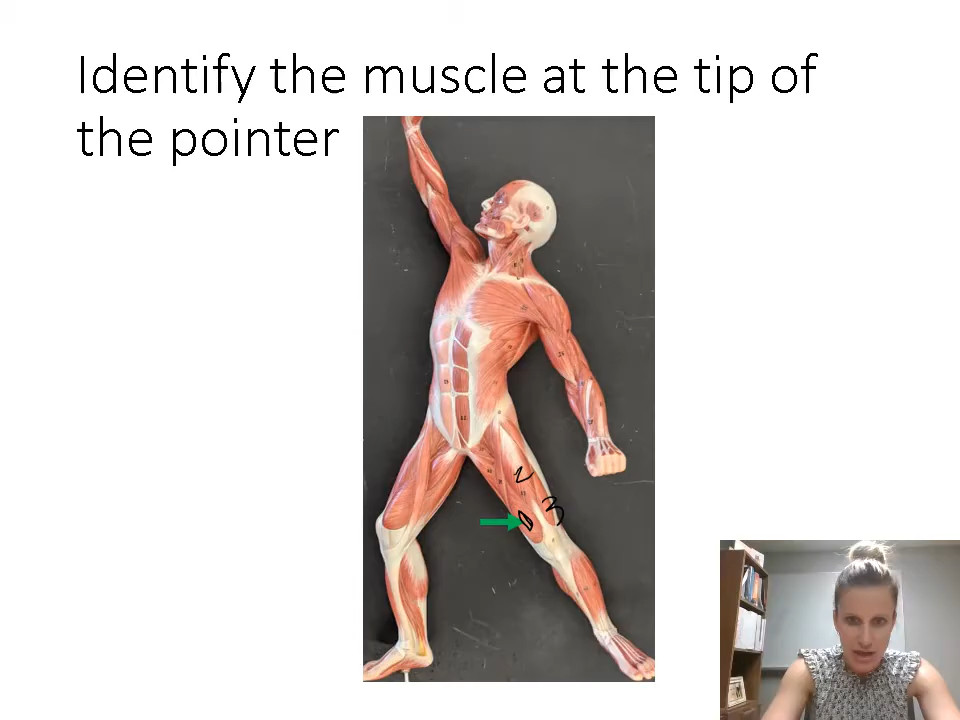 Identify the muscle at the tip of
the pointer
2
3